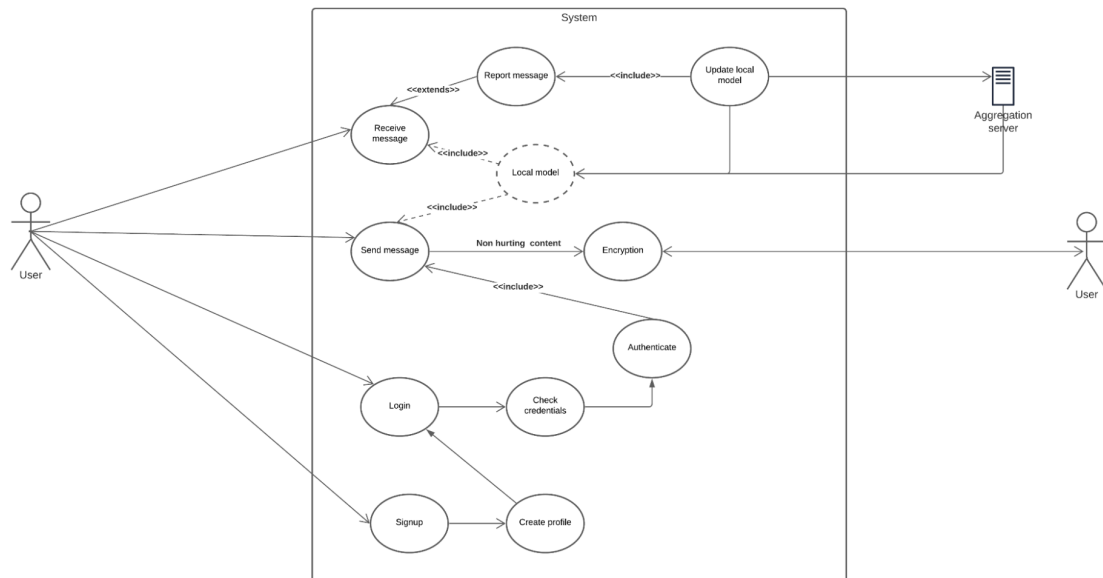 System
Report message
<<include>>
Update local
model
<<extends>>
Aggregation
server
Receive
message
<<include>>
Local model
<<include>>
User
Send message
Non hurting content
Encryption
User
<<include>>
Authenticate
Login
Check
credentials
Signup
Create profile